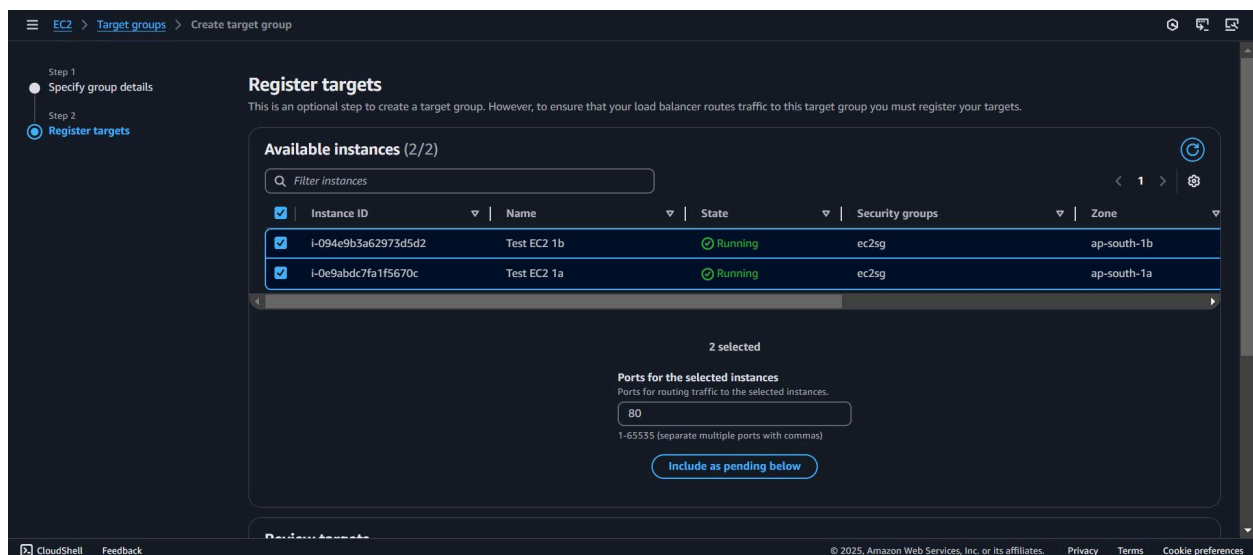 EC2 > Target groups > Create target group
Step 1
Specify group details
Step 2
Register targets
Register targets
This is an optional step to create a target group. However, to ensure that your load balancer routes traffic to this target group you must register your targets.
Available instances (2/2)
Filter instances
1
Instance ID Name State Security groups Zone
i-094e9b3a62973d5d2 Test EC2 1b Running ec2sg ap-south-1b
i-0e9abdc7fa1f5670c Test EC2 1a Running ec2sg ap-south-1a
2 selected
Ports for the selected instances
Ports for routing traffic to the selected instances.
80
1-65535 (separate multiple ports with commas)
Include as pending below
Review targets
CloudShell Feedback © 2025, Amazon Web Services, Inc. or its affiliates. Privacy Terms Cookie preferences